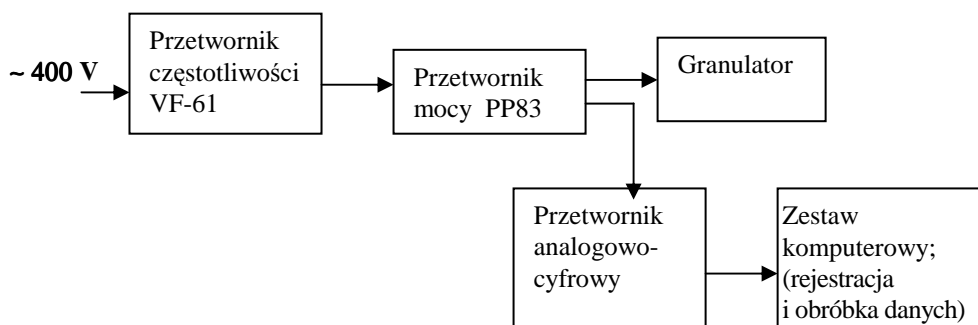 ~ 400 V
Przetwornik
częstotliwości
VF-61
Przetwornik
mocy PP83
Granulator
Przetwornik
analogowo-
cyfrowy
Zestaw
komputerowy;
(rejestracja
i obróbka danych)